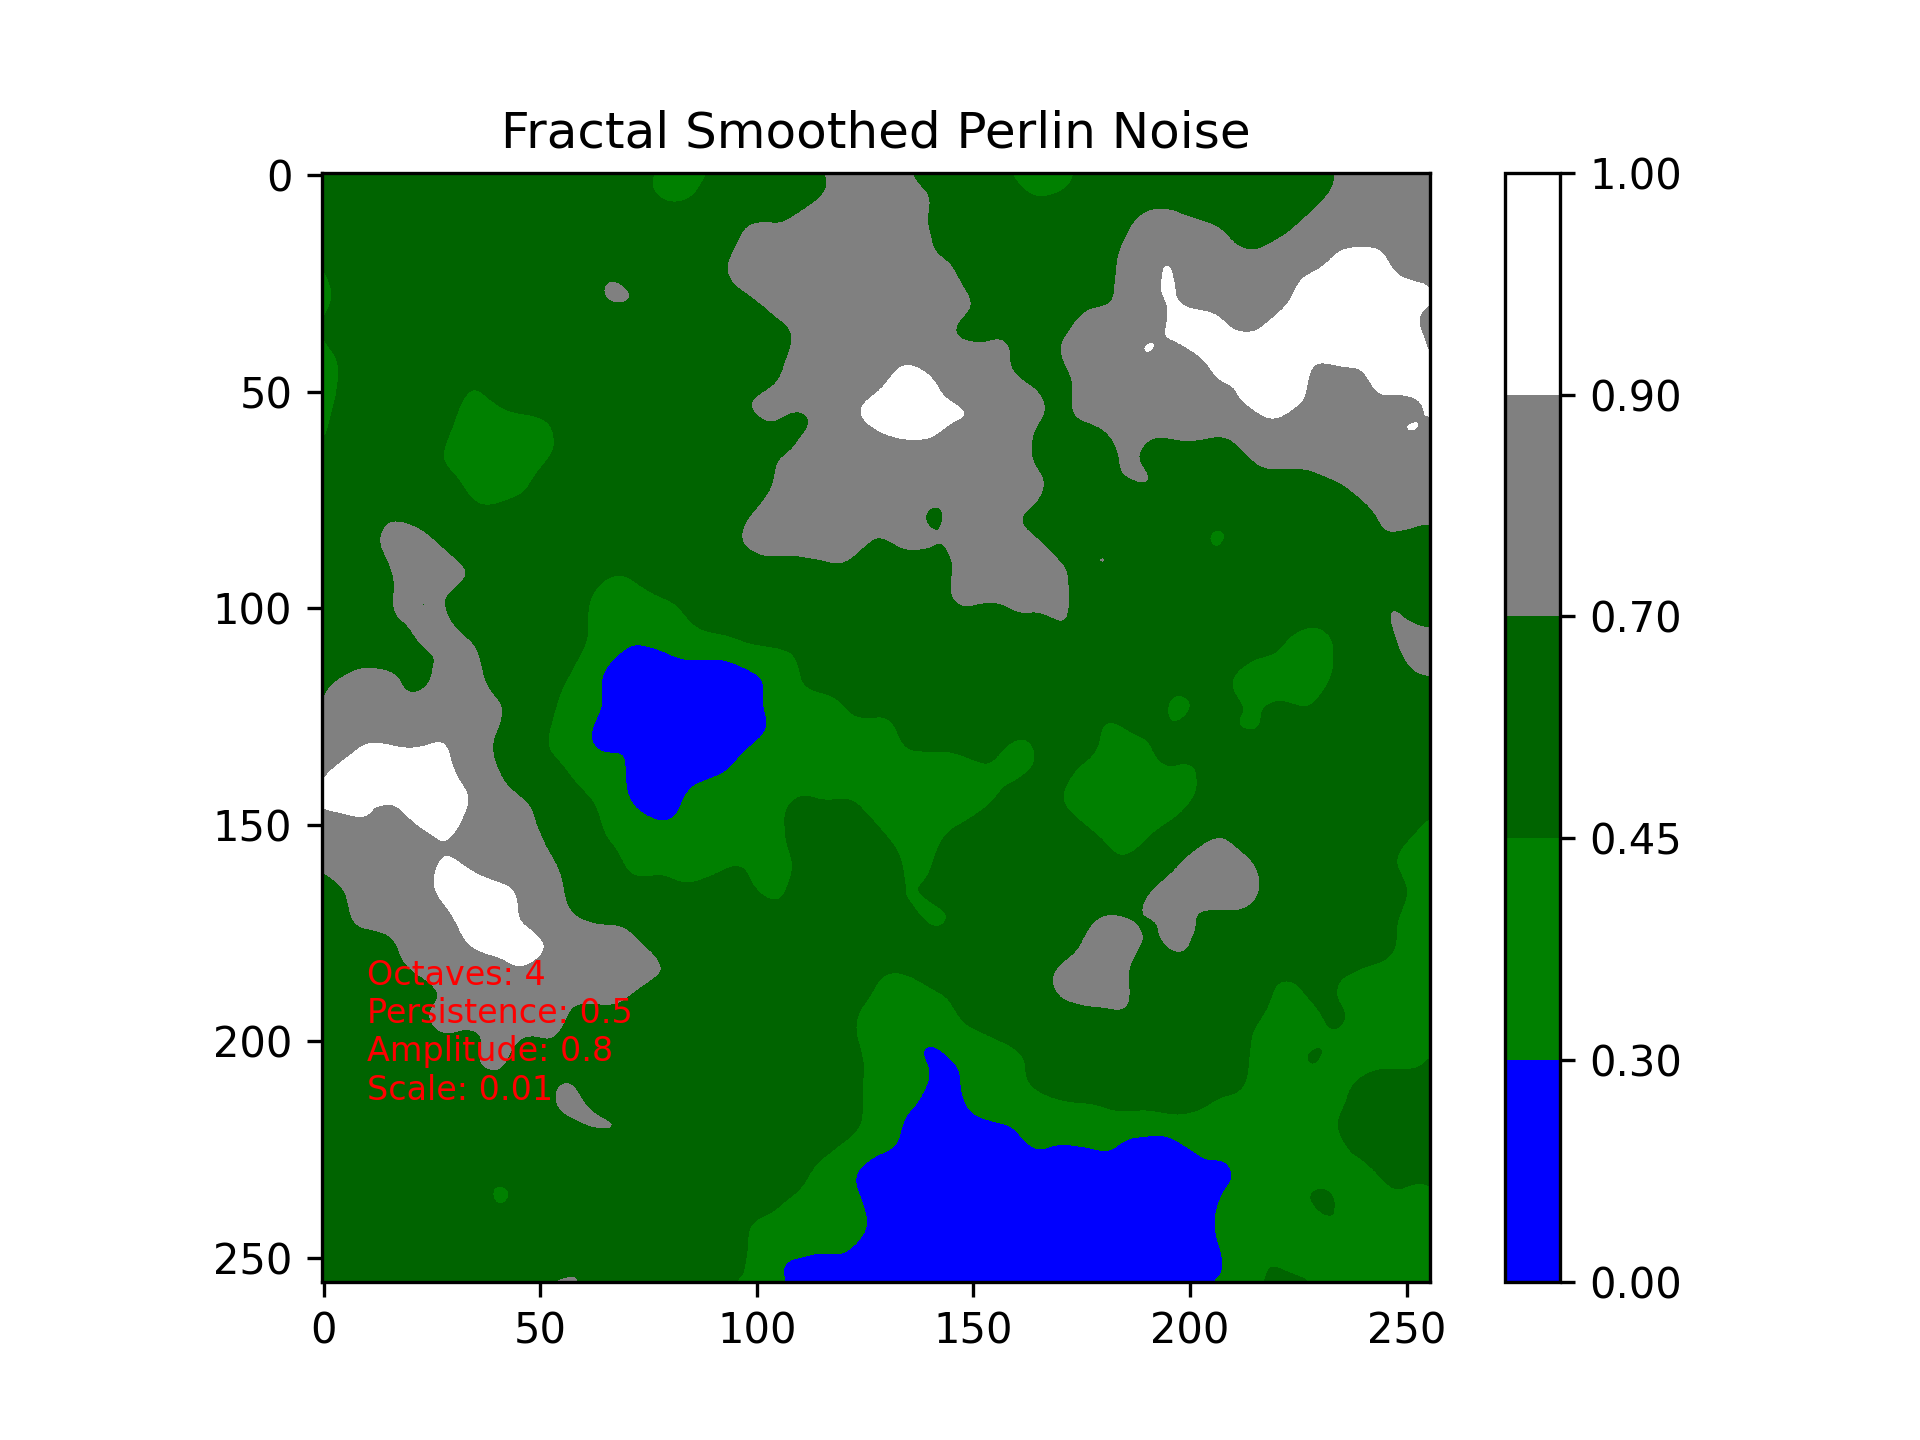 Fractal Smoothed Perlin Noise
0
50
100
150
200
250
0 50 100 150 200 250
Octaves: 4
Persistence: 0.5
Amplitude: 0.8
Scale: 0.01
1.00
0.90
0.70
0.45
0.30
0.00